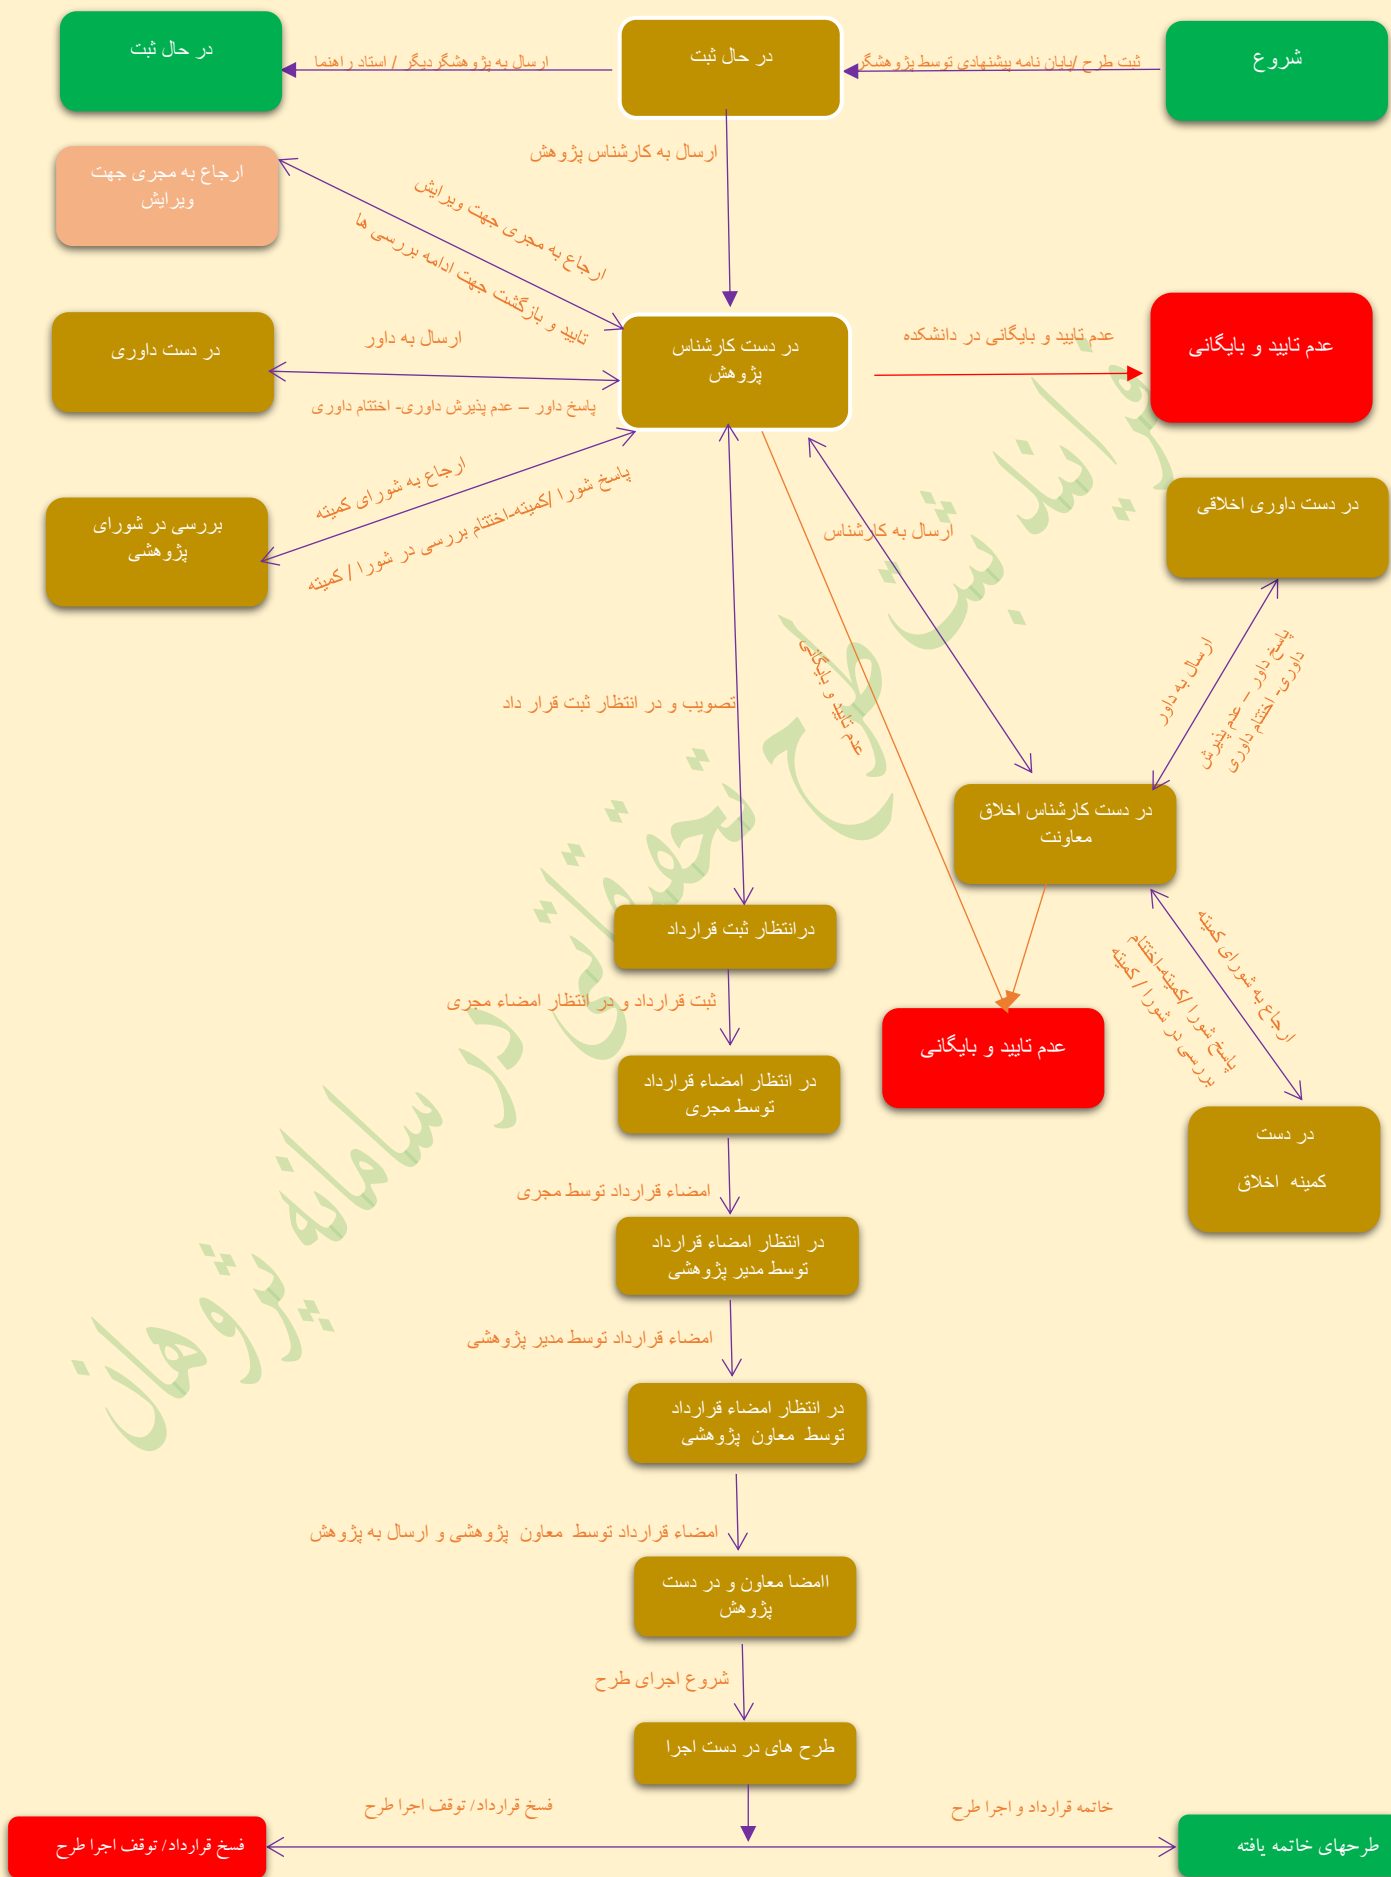 شروع
ثبت طرح /پایان نامه پیشنهادی توسط پژوهشگر
در حال ثبت
ارسال به پژوهشگر دیگر / استاد راهنما
در حال ثبت
ارسال به کارشناس پژوهش
ارجاع به مجری جهت
ویرایش
ارجاع به مجری جهت ویرایش
تایید و بازگشت جهت ادامه بررسی ها
در دست کارشناس
پژوهش
عدم تایید و بایگانی در دانشکده
عدم تایید و بایگانی
ارسال به داور
در دست داوری
پاسخ داور – عدم پذیرش داوری- اختتام داوری
ارجاع به شورای کمیته
پاسخ شورا /کمیته-اختتام بررسی در شورا / کمیته
بررسی در شورای
پژوهشی
ارسال به کارشناس
در دست داوری اخلاقی
ارسال به داور
پاسخ داور – عدم پذیرش
داوری- اختتام داوری
تصویب و در انتظار ثبت قرار داد
عدم تایید و بایگانی
در دست کارشناس اخلاق
معاونت
درانتظار ثبت قرارداد
ارجاع به شورای کمیته
پاسخ شورا /کمیته-اختتام
بررسی در شورا / کمیته
ثبت قرارداد و در انتظار امضاء مجری
عدم تایید و بایگانی
در انتظار امضاء قرارداد
توسط مجری
در دست
کمینه اخلاق
امضاء قرارداد توسط مجری
در انتظار امضاء قرارداد
توسط مدیر پژوهشی
امضاء قرارداد توسط مدیر پژوهشی
در انتظار امضاء قرارداد
توسط معاون پژوهشی
امضاء قرارداد توسط معاون پژوهشی و ارسال به پژوهش
اامضا معاون و در دست
پژوهش
شروع اجرای طرح
طرح های در دست اجرا
خاتمه قرارداد و اجرا طرح
فسخ قرارداد/ توقف اجرا طرح
طرحهای خاتمه یافته
فسخ قرارداد/ توقف اجرا طرح
فرایند ثبت طرح تحقیقاتی در سامانه پژوهان